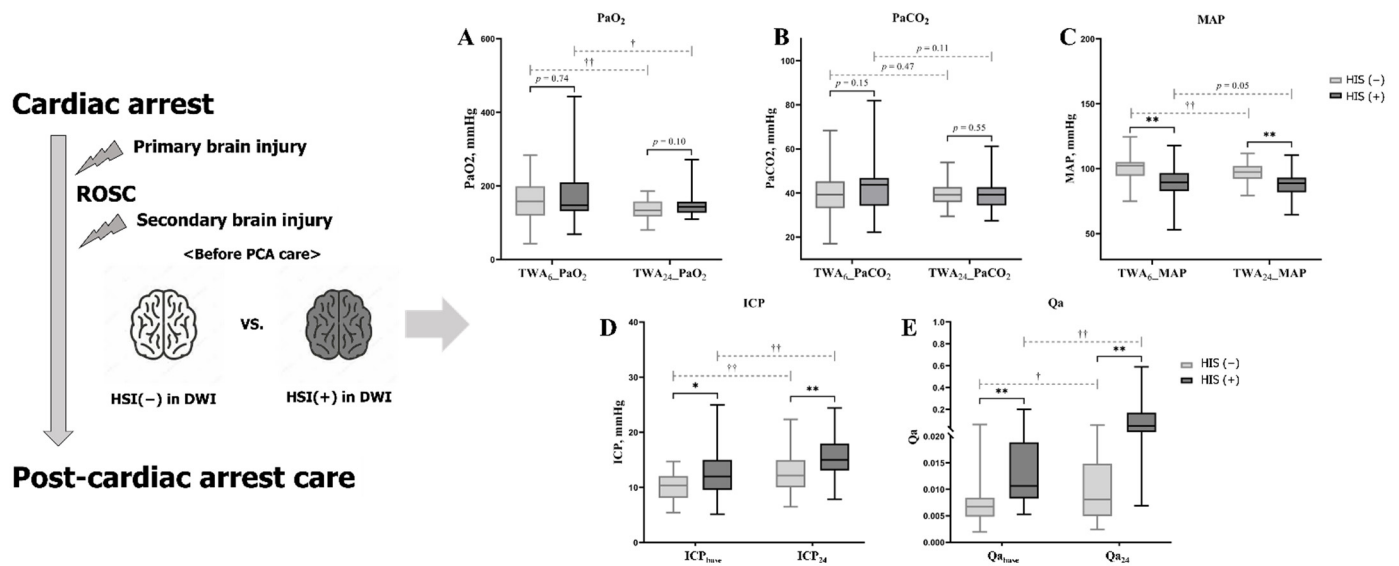 Cardiac arrest
Primary brain injury
ROSC
Secondary brain injury
<Before PCA care>
VS.
HSI(−) in DWI
HSI(+) in DWI
Post-cardiac arrest care
A
PaO2
PaO2, mmHg
600
400
200
0
†
††
p = 0.74
p = 0.10
TWA6_PaO2
TWA24_PaO2
B
PaCO2
PaCO2, mmHg
100
80
60
40
20
p = 0.11
p = 0.47
p = 0.15
p = 0.55
TWA6_PaCO2
TWA24_PaCO2
C
MAP
MAP, mmHg
200
150
100
50
p = 0.05
††
**
**
TWA6_MAP
TWA24_MAP
HIS (−)
HIS (+)
D
ICP
ICP, mmHg
40
30
20
10
0
††
††
*
**
ICPbase
ICP24
E
Qa
Qa
1.0
0.8
0.6
0.4
0.2
0.020
0.015
0.010
0.005
0.000
††
**
†
**
Qabase
Qa24
HIS (−)
HIS (+)